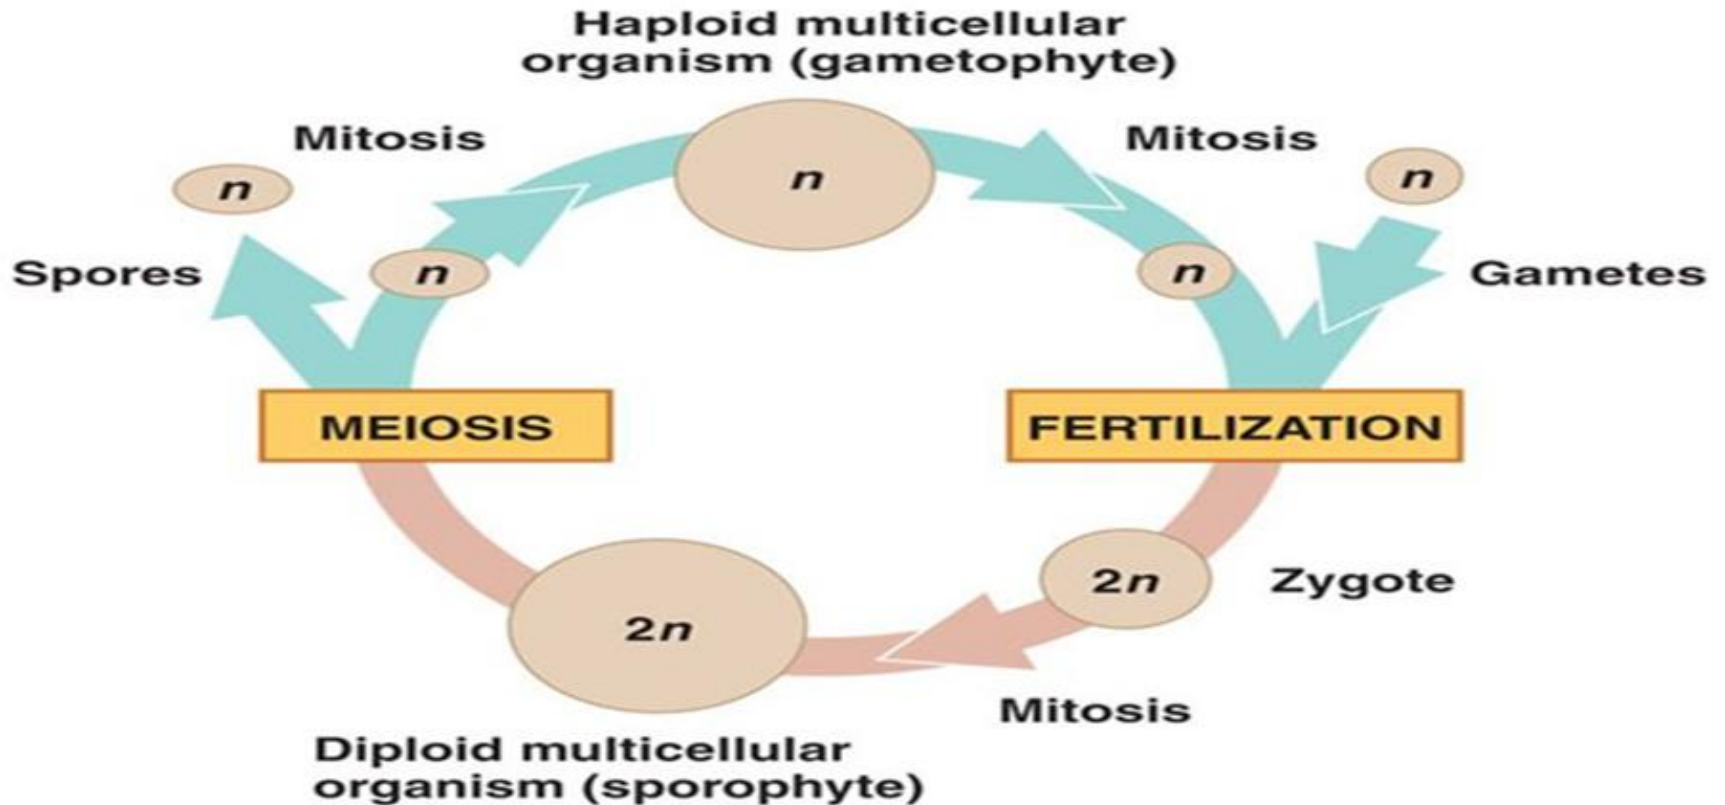 Haploid multicellular
organism (gametophyte)
Mitosis
Mitosis
n
n
n
n
n
Spores
Gametes
MEIOSIS
FERTILIZATION
2n
Zygote
2n
Mitosis
Diploid multicellular
organism (sporophyte)